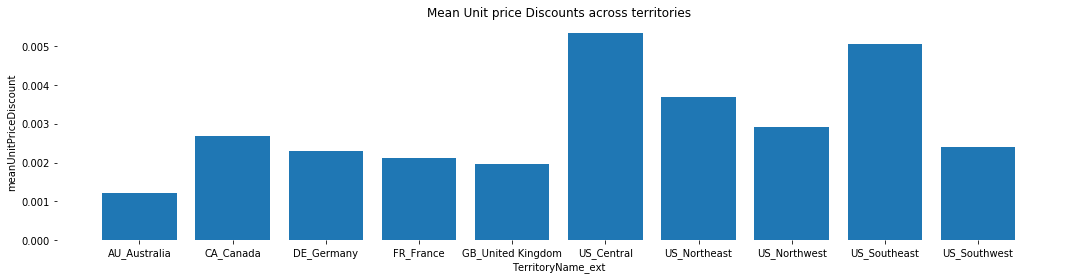 Mean Unit price Discounts across territories
meanUnitPriceDiscount
0.005
0.004
0.003
0.002
0.001
0.000
AU_Australia CA_Canada DE_Germany FR_France GB_United Kingdom US_Central US_Northeast US_Northwest US_Southeast US_Southwest
TerritoryName_ext